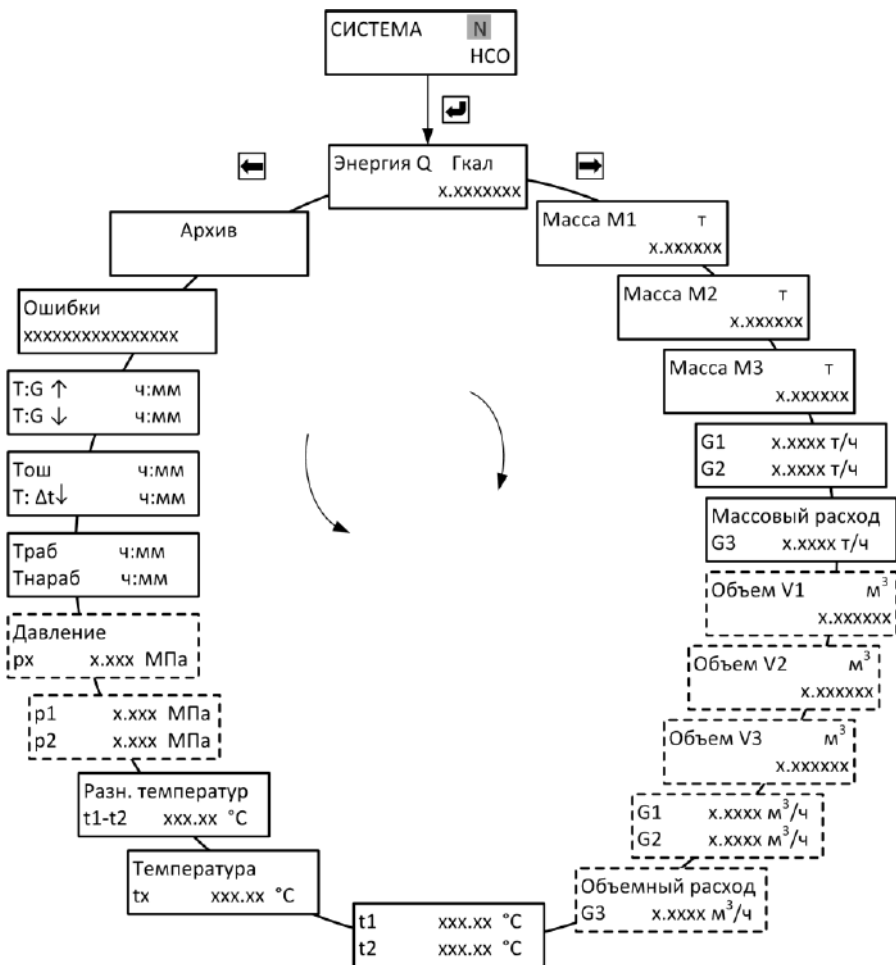 СИСТЕМА N
НСО
Энергия Q Гкал
x.xxxxxxx
Масса М1 т
x.xxxxxx
Масса М2 т
x.xxxxxx
Масса М3 т
x.xxxxxx
G1 x.xxxx т/ч
G2 x.xxxx т/ч
Массовый расход
G3 x.xxxx т/ч
Объем V1 м³
x.xxxxxx
Объем V2 м³
x.xxxxxx
Объем V3 м³
x.xxxxxx
G1 x.xxxx м³/ч
G2 x.xxxx м³/ч
Объемный расход
G3 x.xxxx м³/ч
t1 xxx.xx °C
t2 xxx.xx °C
Температура
tx xxx.xx °C
Разн. температур
t1-t2 xxx.xx °C
p1 x.xxx МПа
p2 x.xxx МПа
Давление
px x.xxx МПа
Траб ч:мм
Тнараб ч:мм
Тош ч:мм
T: Δt↓ ч:мм
T:G ↑ ч:мм
T:G ↓ ч:мм
Ошибки
xxxxxxxxxxxxxxxx
Архив